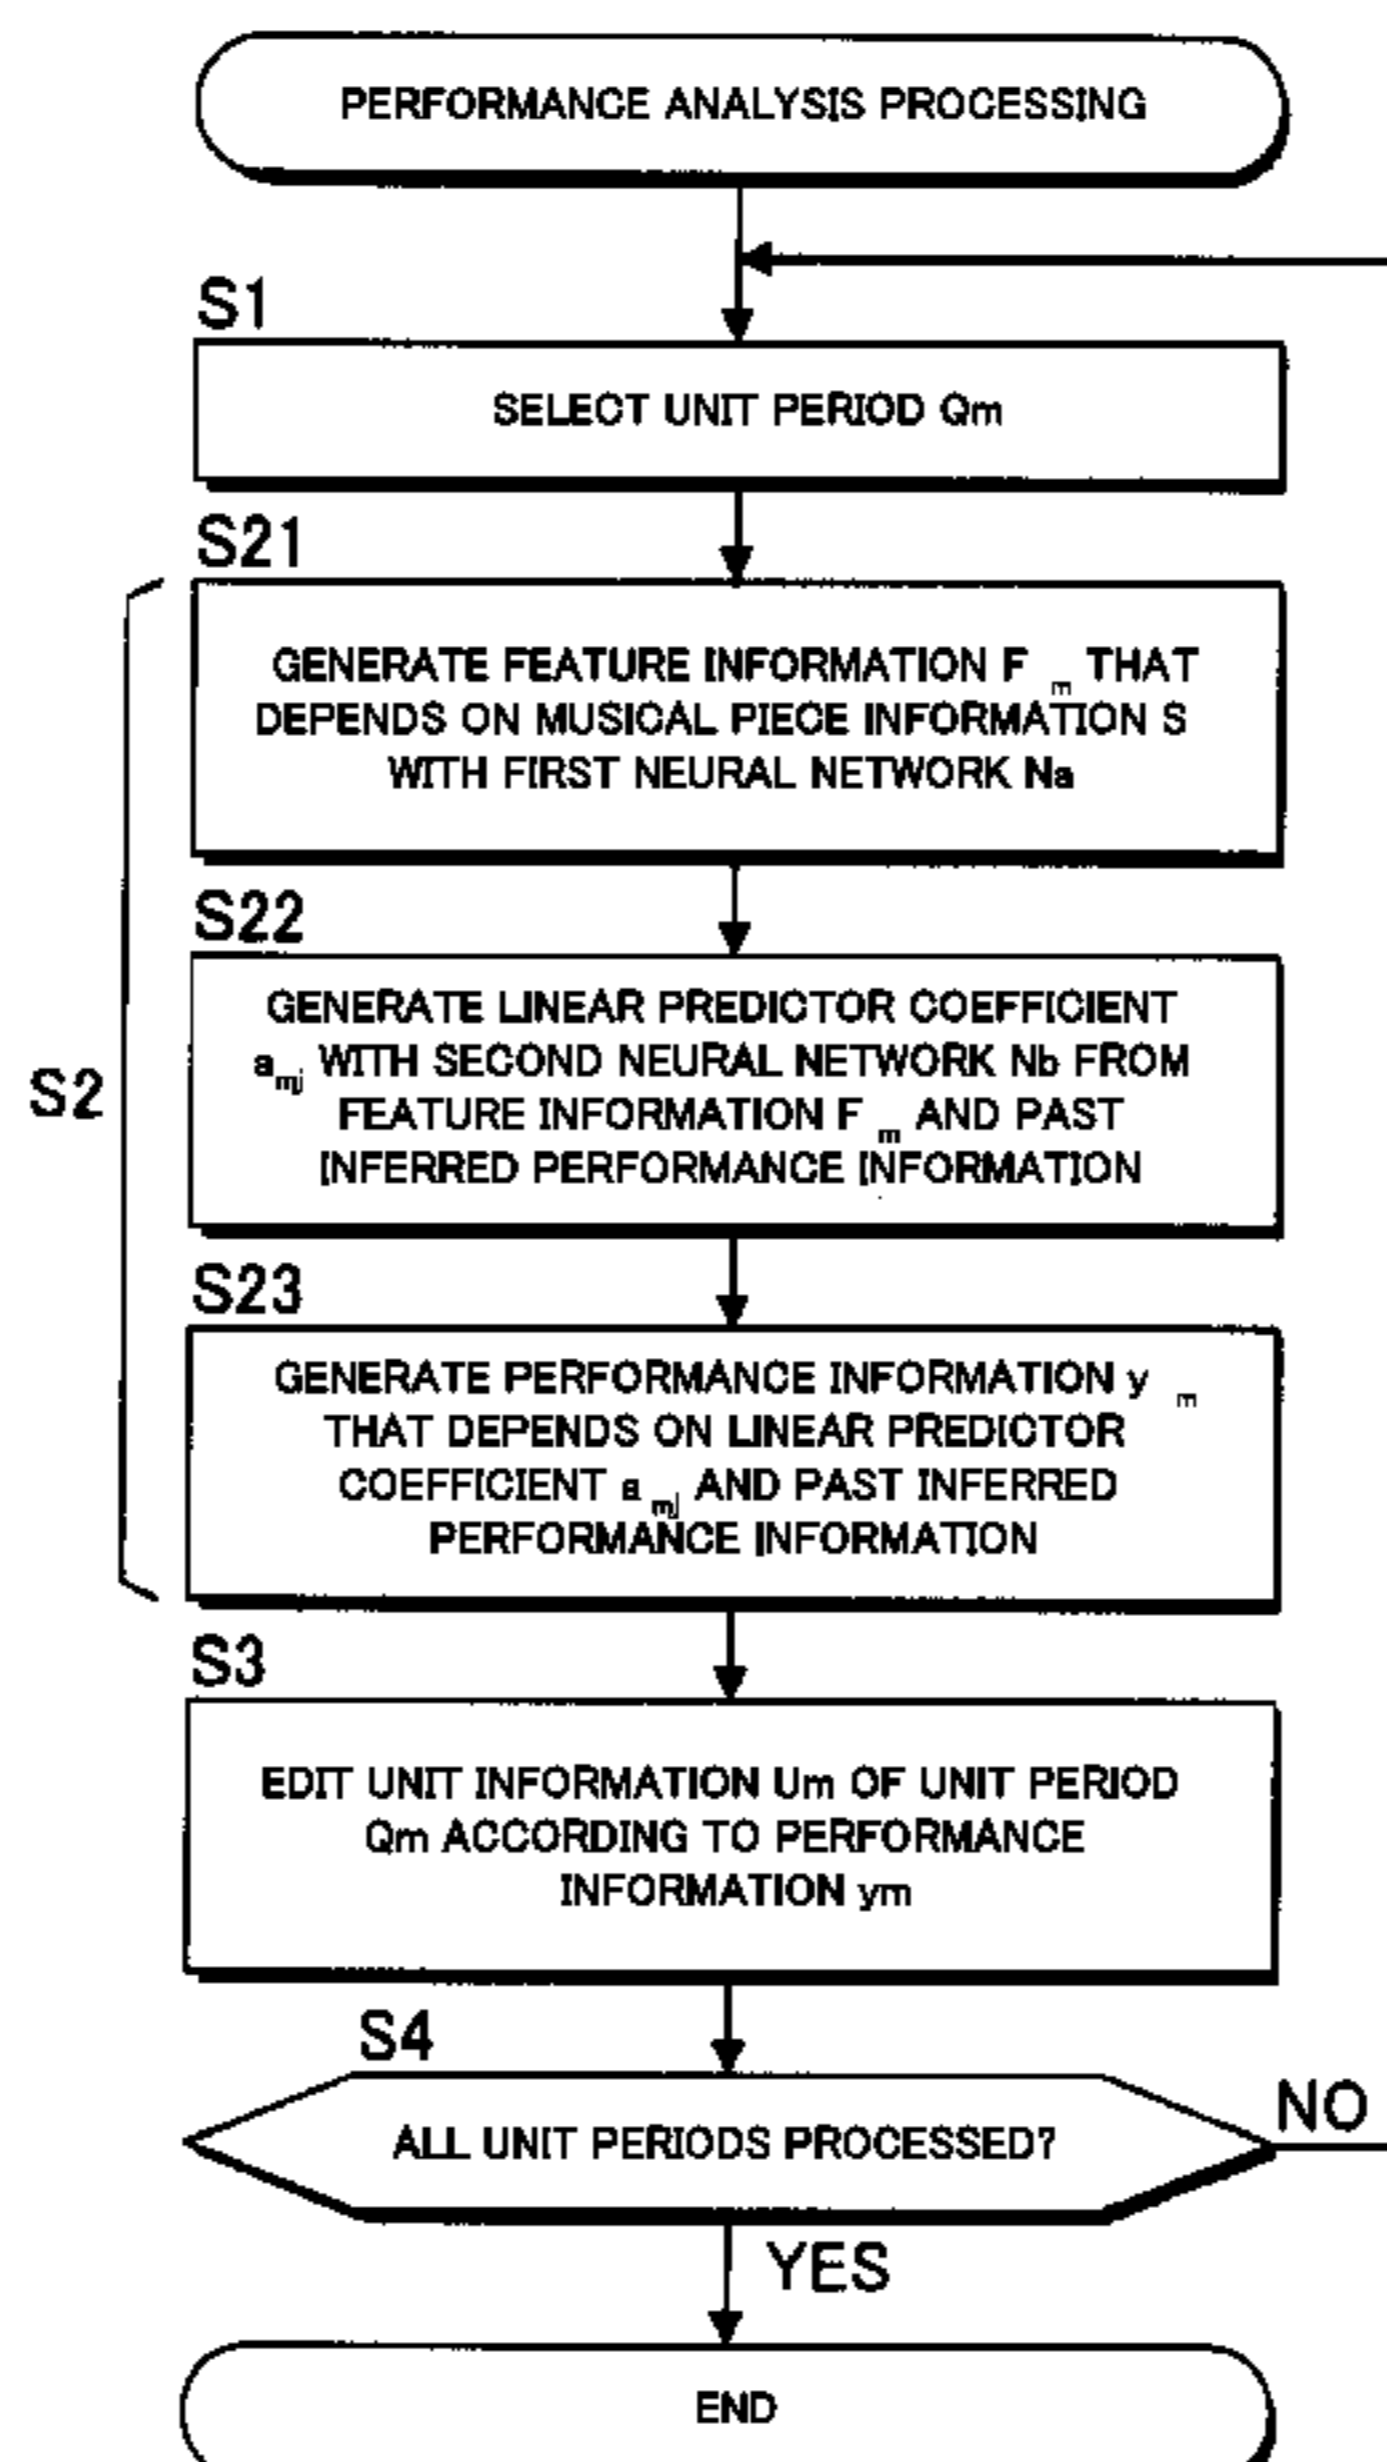 PERFORMANCE ANALYSIS PROCESSING
S1
SELECT UNIT PERIOD Qm
S21
GENERATE FEATURE INFORMATION F m THAT
DEPENDS ON MUSICAL PIECE INFORMATION S
WITH FIRST NEURAL NETWORK Na
S2
S22
GENERATE LINEAR PREDICTOR COEFFICIENT
amj WITH SECOND NEURAL NETWORK Nb FROM
FEATURE INFORMATION F m AND PAST
INFERRED PERFORMANCE INFORMATION
S23
GENERATE PERFORMANCE INFORMATION y m
THAT DEPENDS ON LINEAR PREDICTOR
COEFFICIENT a mj AND PAST INFERRED
PERFORMANCE INFORMATION
S3
EDIT UNIT INFORMATION Um OF UNIT PERIOD
Qm ACCORDING TO PERFORMANCE
INFORMATION ym
S4
ALL UNIT PERIODS PROCESSED?
NO
YES
END